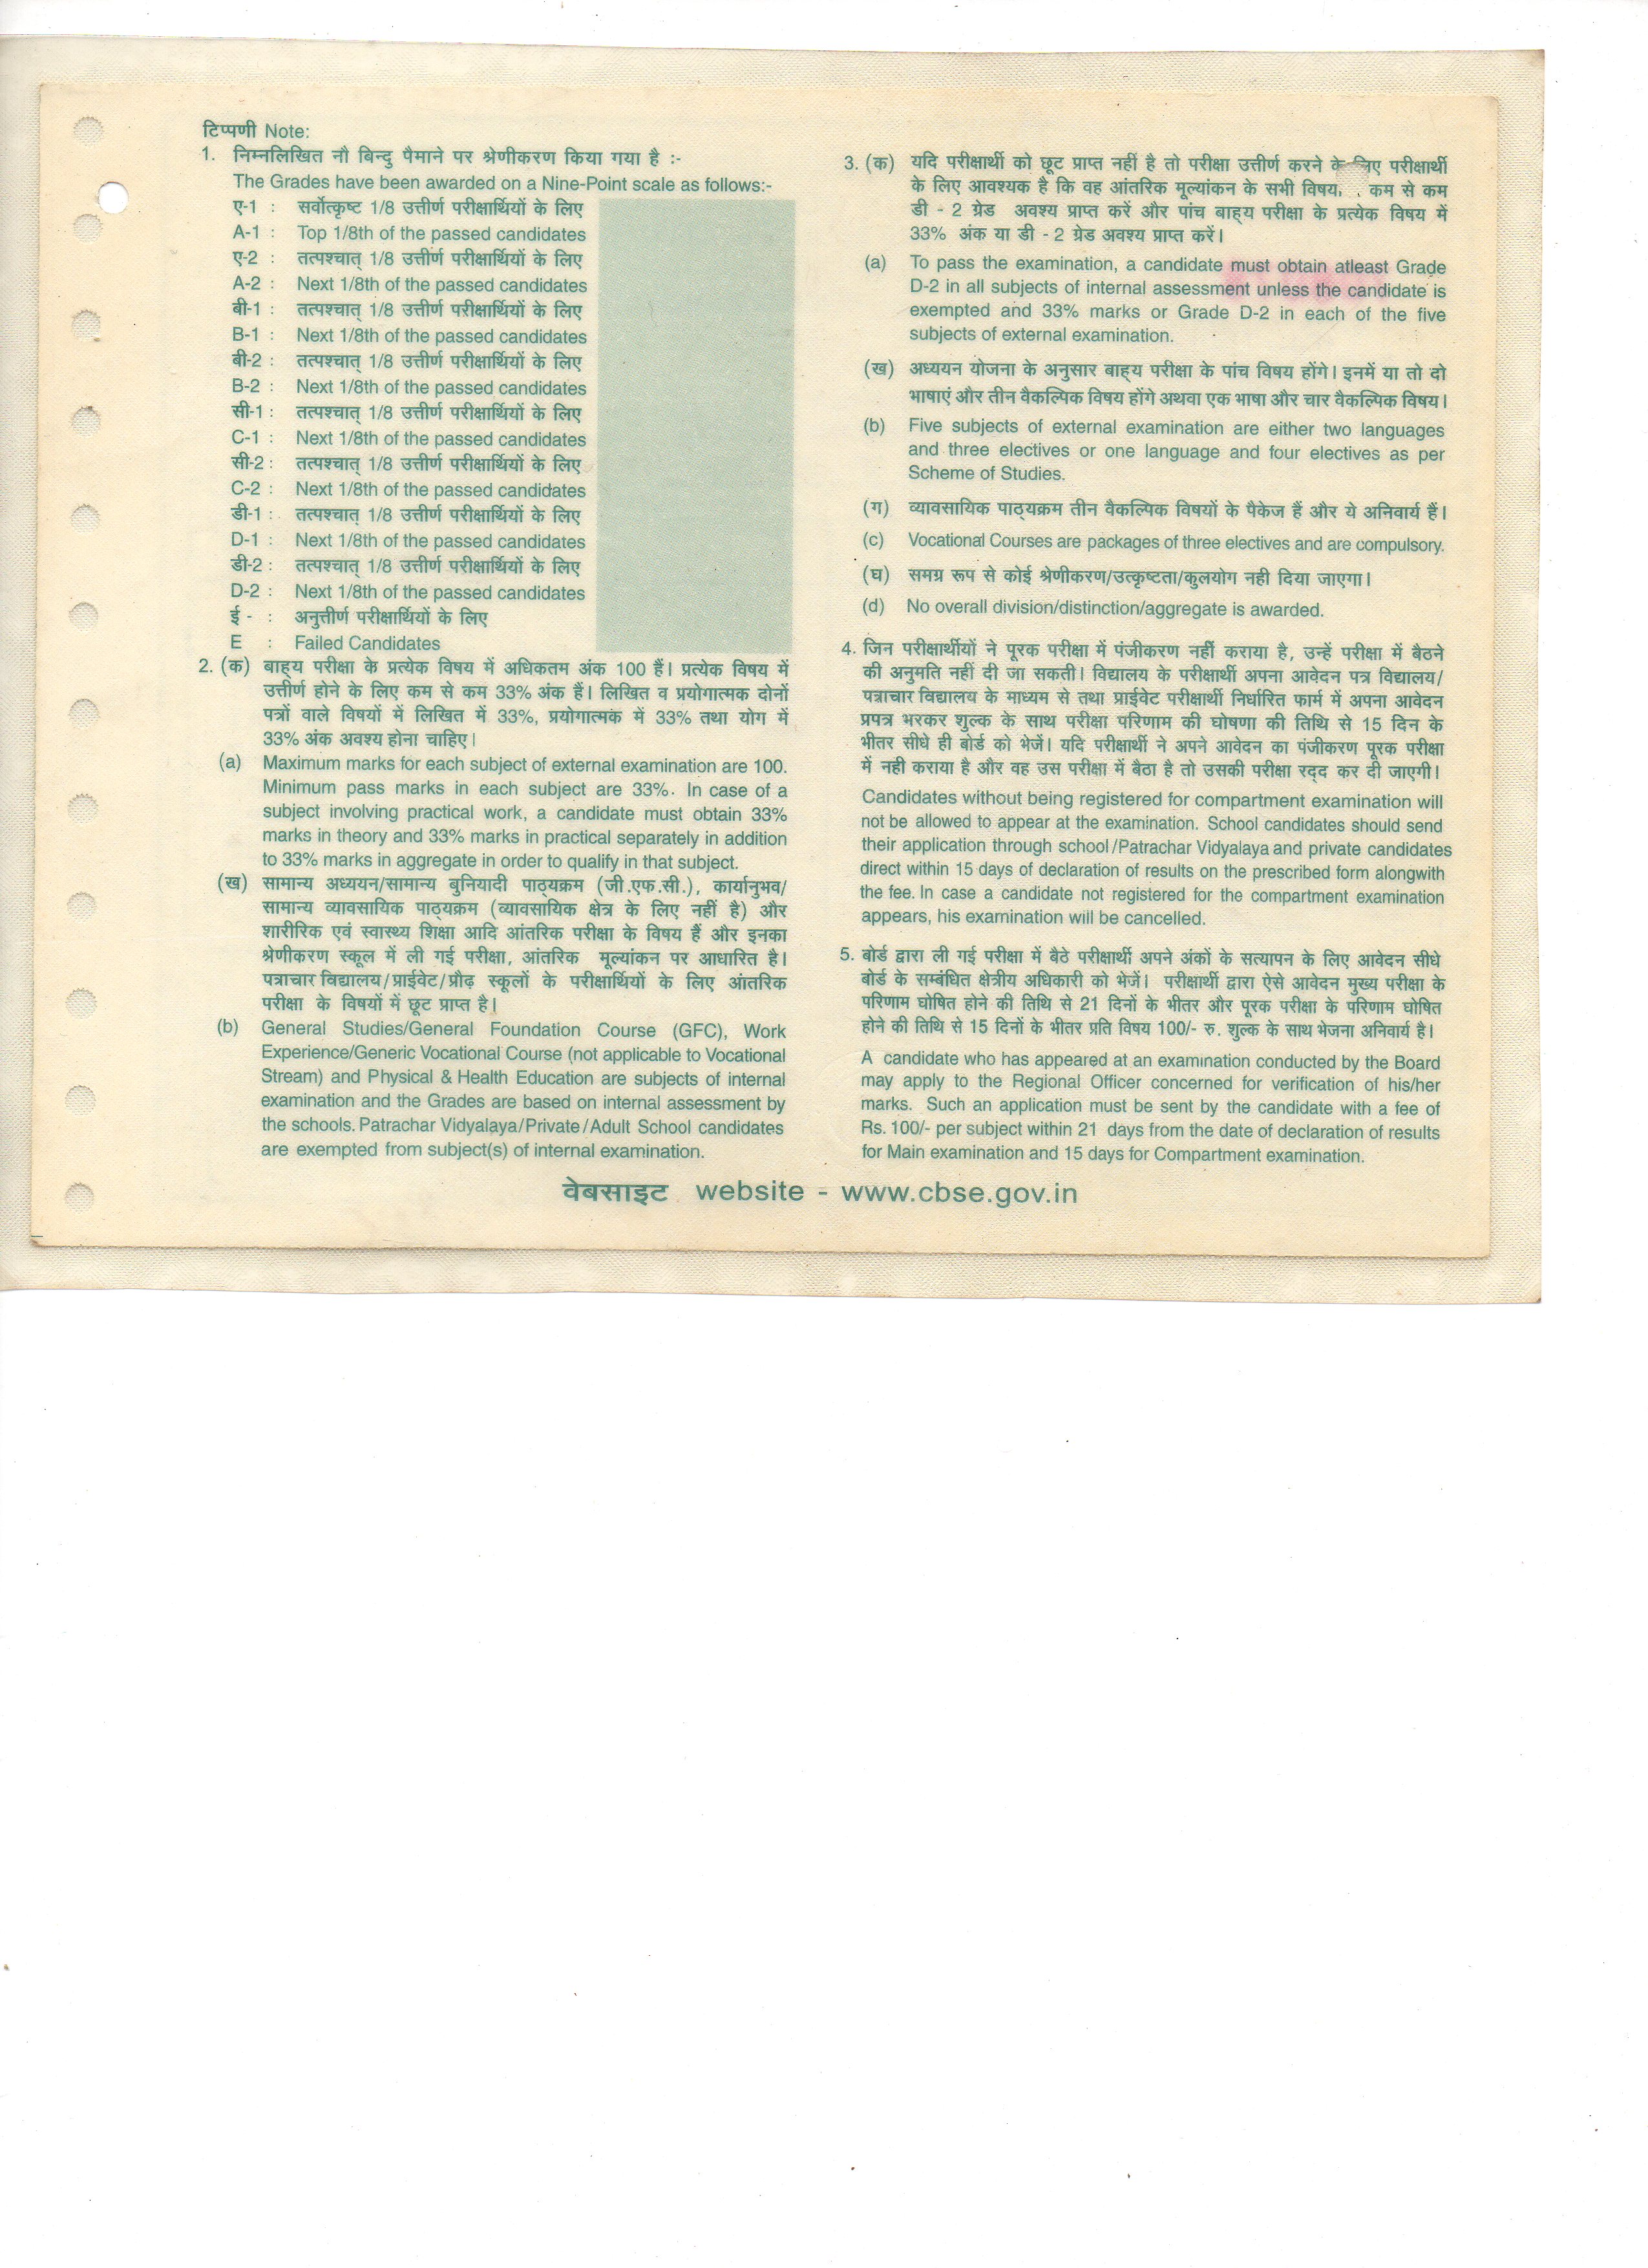 टिप्पणी Note:
1. निम्नलिखित नौ बिन्दु पैमाने पर श्रेणीकरण किया गया है :-
The Grades have been awarded on a Nine-Point scale as follows:-
ए-1 : सर्वोत्कृष्ट 1/8 उत्तीर्ण परीक्षार्थियों के लिए
A-1 : Top 1/8th of the passed candidates
ए-2 : तत्पश्चात् 1/8 उत्तीर्ण परीक्षार्थियों के लिए
A-2 : Next 1/8th of the passed candidates
बी-1 : तत्पश्चात् 1/8 उत्तीर्ण परीक्षार्थियों के लिए
B-1 : Next 1/8th of the passed candidates
बी-2 : तत्पश्चात् 1/8 उत्तीर्ण परीक्षार्थियों के लिए
B-2 : Next 1/8th of the passed candidates
सी-1 : तत्पश्चात् 1/8 उत्तीर्ण परीक्षार्थियों के लिए
C-1 : Next 1/8th of the passed candidates
सी-2 : तत्पश्चात् 1/8 उत्तीर्ण परीक्षार्थियों के लिए
C-2 : Next 1/8th of the passed candidates
डी-1 : तत्पश्चात् 1/8 उत्तीर्ण परीक्षार्थियों के लिए
D-1 : Next 1/8th of the passed candidates
डी-2 : तत्पश्चात् 1/8 उत्तीर्ण परीक्षार्थियों के लिए
D-2 : Next 1/8th of the passed candidates
ई - : अनुत्तीर्ण परीक्षार्थियों के लिए
E : Failed Candidates
2. (क) बाह्य परीक्षा के प्रत्येक विषय में अधिकतम अंक 100 हैं। प्रत्येक विषय में
उत्तीर्ण होने के लिए कम से कम 33% अंक हैं। लिखित व प्रयोगात्मक दोनों
पत्रों वाले विषयों में लिखित में 33%, प्रयोगात्मक में 33% तथा योग में
33% अंक अवश्य होना चाहिए।
(a) Maximum marks for each subject of external examination are 100.
Minimum pass marks in each subject are 33%. In case of a
subject involving practical work, a candidate must obtain 33%
marks in theory and 33% marks in practical separately in addition
to 33% marks in aggregate in order to qualify in that subject.
(ख) सामान्य अध्ययन/सामान्य बुनियादी पाठ्यक्रम (जी.एफ.सी.), कार्यानुभव/
सामान्य व्यावसायिक पाठ्यक्रम (व्यावसायिक क्षेत्र के लिए नहीं है) और
शारीरिक एवं स्वास्थ्य शिक्षा आदि आंतरिक परीक्षा के विषय हैं और इनका
श्रेणीकरण स्कूल में ली गई परीक्षा, आंतरिक मूल्यांकन पर आधारित है।
पत्राचार विद्यालय/प्राईवेट/प्रौढ़ स्कूलों के परीक्षार्थियों के लिए आंतरिक
परीक्षा के विषयों में छूट प्राप्त है।
(b) General Studies/General Foundation Course (GFC), Work
Experience/Generic Vocational Course (not applicable to Vocational
Stream) and Physical & Health Education are subjects of internal
examination and the Grades are based on internal assessment by
the schools. Patrachar Vidyalaya/Private/Adult School candidates
are exempted from subject(s) of internal examination.
3. (क) यदि परीक्षार्थी को छूट प्राप्त नहीं है तो परीक्षा उत्तीर्ण करने के लिए परीक्षार्थी
के लिए आवश्यक है कि वह आंतरिक मूल्यांकन के सभी विषय कम से कम
डी - 2 ग्रेड अवश्य प्राप्त करें और पांच बाह्य परीक्षा के प्रत्येक विषय में
33% अंक या डी - 2 ग्रेड अवश्य प्राप्त करें।
(a) To pass the examination, a candidate must obtain atleast Grade
D-2 in all subjects of internal assessment unless the candidate is
exempted and 33% marks or Grade D-2 in each of the five
subjects of external examination.
(ख) अध्ययन योजना के अनुसार बाह्य परीक्षा के पांच विषय होंगे। इनमें या तो दो
भाषाएं और तीन वैकल्पिक विषय होंगे अथवा एक भाषा और चार वैकल्पिक विषय।
(b) Five subjects of external examination are either two languages
and three electives or one language and four electives as per
Scheme of Studies.
(ग) व्यावसायिक पाठ्यक्रम तीन वैकल्पिक विषयों के पैकेज हैं और ये अनिवार्य हैं।
(c) Vocational Courses are packages of three electives and are compulsory.
(घ) समग्र रूप से कोई श्रेणीकरण/उत्कृष्टता/कुलयोग नही दिया जाएगा।
(d) No overall division/distinction/aggregate is awarded.
4. जिन परीक्षार्थीयों ने पूरक परीक्षा में पंजीकरण नहीं कराया है, उन्हें परीक्षा में बैठने
की अनुमति नहीं दी जा सकती। विद्यालय के परीक्षार्थी अपना आवेदन पत्र विद्यालय/
पत्राचार विद्यालय के माध्यम से तथा प्राईवेट परीक्षार्थी निर्धारित फार्म में अपना आवेदन
प्रपत्र भरकर शुल्क के साथ परीक्षा परिणाम की घोषणा की तिथि से 15 दिन के
भीतर सीधे ही बोर्ड को भेजें। यदि परीक्षार्थी ने अपने आवेदन का पंजीकरण पूरक परीक्षा
में नही कराया है और वह उस परीक्षा में बैठा है तो उसकी परीक्षा रद्द कर दी जाएगी।
Candidates without being registered for compartment examination will
not be allowed to appear at the examination. School candidates should send
their application through school/Patrachar Vidyalaya and private candidates
direct within 15 days of declaration of results on the prescribed form alongwith
the fee. In case a candidate not registered for the compartment examination
appears, his examination will be cancelled.
5. बोर्ड द्वारा ली गई परीक्षा में बैठे परीक्षार्थी अपने अंकों के सत्यापन के लिए आवेदन सीधे
बोर्ड के सम्बंधित क्षेत्रीय अधिकारी को भेजें। परीक्षार्थी द्वारा ऐसे आवेदन मुख्य परीक्षा के
परिणाम घोषित होने की तिथि से 21 दिनों के भीतर और पूरक परीक्षा के परिणाम घोषित
होने की तिथि से 15 दिनों के भीतर प्रति विषय 100/- रु. शुल्क के साथ भेजना अनिवार्य है।
A candidate who has appeared at an examination conducted by the Board
may apply to the Regional Officer concerned for verification of his/her
marks. Such an application must be sent by the candidate with a fee of
Rs. 100/- per subject within 21 days from the date of declaration of results
for Main examination and 15 days for Compartment examination.
वेबसाइट website - www.cbse.gov.in